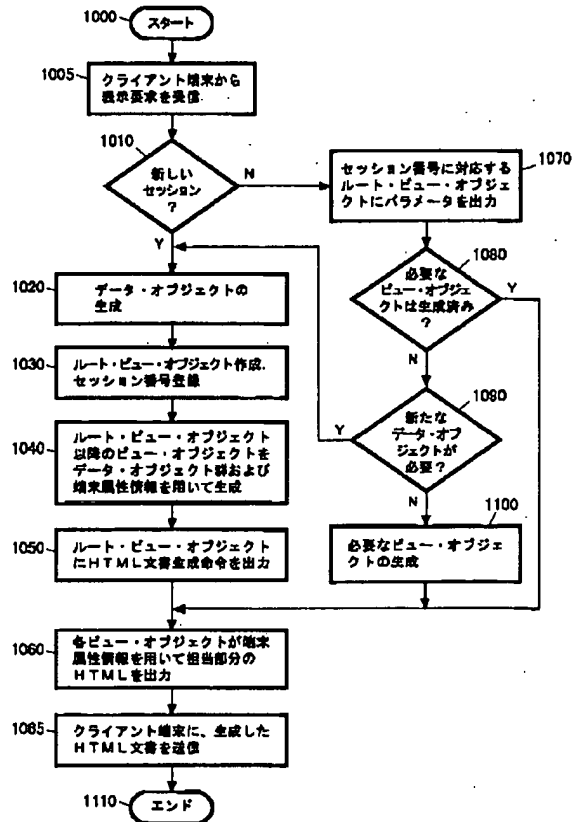 1000
スタート
1005
クライアント端末から
表示要求を受信
1010
新しい
セッション
?
N
Y
1070
セッション番号に対応する
ルート・ビュー・オブジェ
クトにパラメータを出力
1080
必要な
ビュー・オブジェ
クトは生成済み
?
Y
N
1020
データ・オブジェクトの
生成
1030
ルート・ビュー・オブジェクト作成,
セッション番号登録
1090
新たな
データ・オブ
ジェクトが
必要?
Y
N
1040
ルート・ビュー・オブジェクト
以降のビュー・オブジェクトを
データ・オブジェクト群および
端末属性情報を用いて生成
1100
必要なビュー・オブジェ
クトの生成
1050
ルート・ビュー・オブジェクト
にHTML文書生成命令を出力
1060
各ビュー・オブジェクトが端末
属性情報を用いて担当部分の
HTMLを出力
1065
クライアント端末に、生成した
HTML文書を送信
1110
エンド